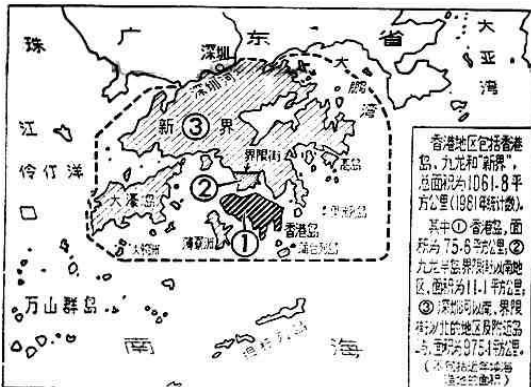 珠
广
东
省
大
亚
湾
深圳
深圳河
大
鹏
湾
新 ③ 界
江
伶仃洋
界限街
②
大濠岛
香港岛
①
蒲台列岛
万山群岛
南
海
香港地区包括香港
岛、九龙和"新界"，
总面积为1061·8平
方公里(1981年统计数)。
其中①香港岛，面
积为75·6平方公里；②
九龙半岛界限街以南地
区，面积为11·1平方公里；
③深圳河以南、界限
街以北的地区及附近岛
面积为975·1平方公里。